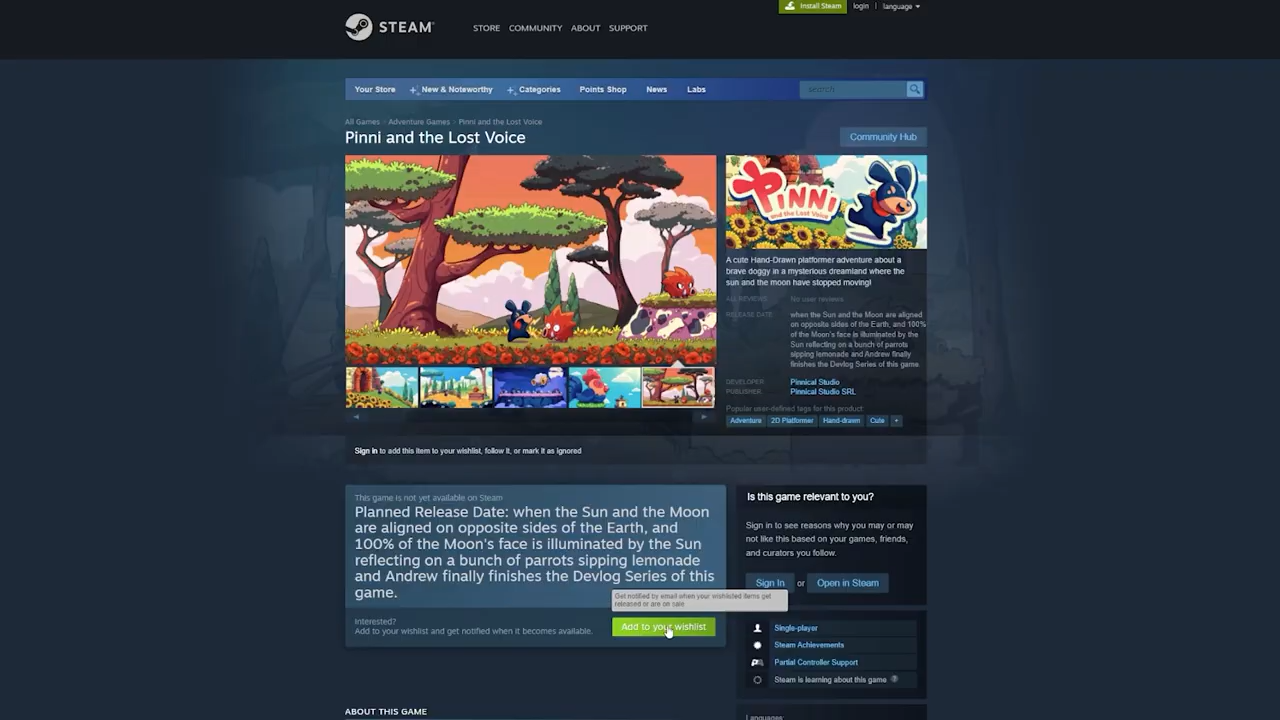 Install Steam
login
language
STEAM
STORE
COMMUNITY
ABOUT
SUPPORT
Your Store
New & Noteworthy
Categories
Points Shop
News
Labs
search
All Games
Adventure Games
Pinni and the Lost Voice
Pinni and the Lost Voice
Community Hub
PINNI
and the Lost Voice
A cute Hand-Drawn platformer adventure about a
brave doggy in a mysterious dreamland where the
sun and the moon have stopped moving!
ALL REVIEWS
No user reviews
RELEASE DATE
when the Sun and the Moon are aligned
on opposite sides of the Earth, and 100%
of the Moon's face is illuminated by the
Sun reflecting on a bunch of parrots
sipping lemonade and Andrew finally
finishes the Devlog Series of this game.
DEVELOPER
Pinnical Studio
PUBLISHER
Pinnical Studio SRL
Popular user-defined tags for this product:
Adventure
2D Platformer
Hand-drawn
Cute
+
Sign in to add this item to your wishlist, follow it, or mark it as ignored
This game is not yet available on Steam
Planned Release Date: when the Sun and the Moon
are aligned on opposite sides of the Earth, and
100% of the Moon's face is illuminated by the Sun
reflecting on a bunch of parrots sipping lemonade
and Andrew finally finishes the Devlog Series of this
game.
Get notified by email when your wishlisted items get
released or are on sale
Interested?
Add to your wishlist and get notified when it becomes available.
Add to your wishlist
Is this game relevant to you?
Sign in to see reasons why you may or may
not like this based on your games, friends,
and curators you follow.
Sign In
or
Open in Steam
Single-player
Steam Achievements
Partial Controller Support
Steam is learning about this game
?
ABOUT THIS GAME
Languages: